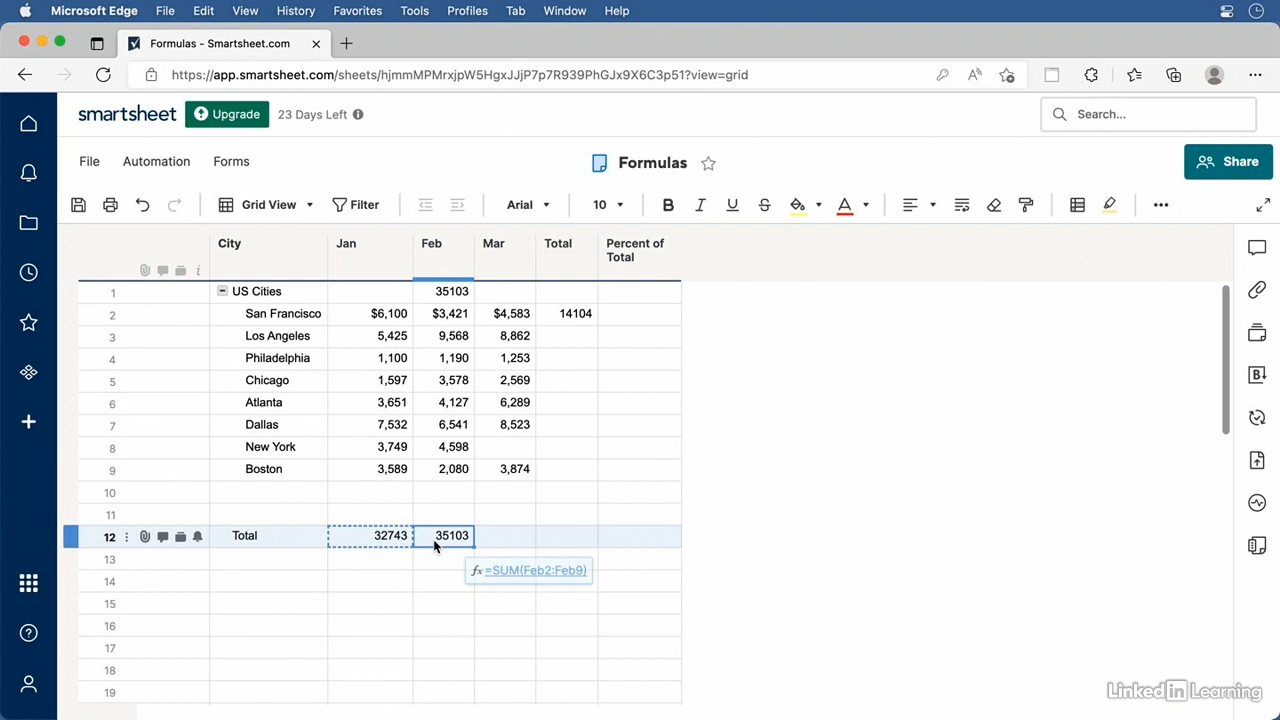 Microsoft Edge File Edit View History Favorites Tools Profiles Tab Window Help
Formulas - Smartsheet.com
https://app.smartsheet.com/sheets/hjmmMPMrxjpW5HgxJJjP7p7R939PhGJx9X6C3p51?view=grid
smartsheet Upgrade 23 Days Left Search...
File Automation Forms Formulas Share
Grid View Filter Arial 10 B I U S A
City Jan Feb Mar Total Percent of
Total
1 US Cities 35103
2 San Francisco $6,100 $3,421 $4,583 14104
3 Los Angeles 5,425 9,568 8,862
4 Philadelphia 1,100 1,190 1,253
5 Chicago 1,597 3,578 2,569
6 Atlanta 3,651 4,127 6,289
7 Dallas 7,532 6,541 8,523
8 New York 3,749 4,598
9 Boston 3,589 2,080 3,874
10
11
12 Total 32743 35103
13
fx =SUM(Feb2:Feb9)
14
15
16
17
18
19
LinkedIn Learning